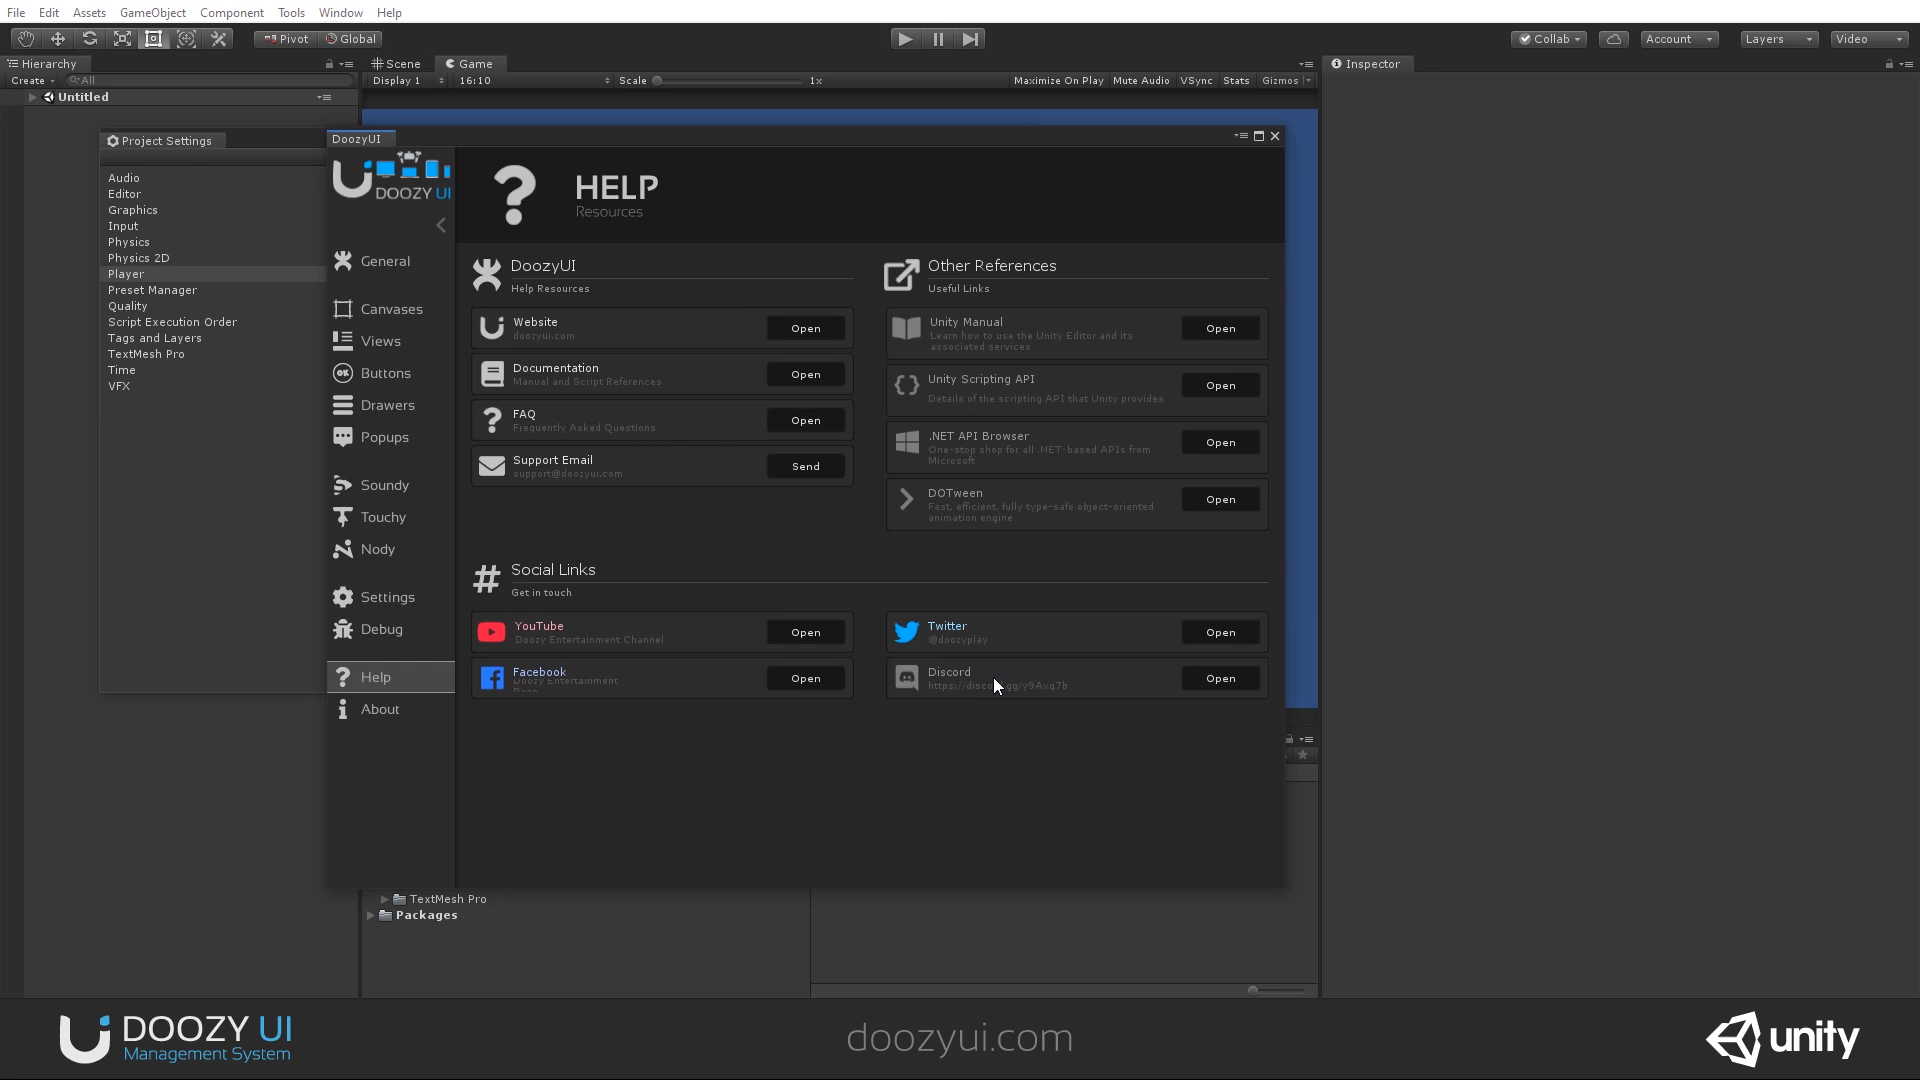 File Edit Assets GameObject Component Tools Window Help
Pivot Global
Collab Account Layers Video
Hierarchy
Create All
Untitled
Scene Game
Display 1 16:10 Scale 1x Maximize On Play Mute Audio VSync Stats Gizmos
Inspector
Project Settings
Audio
Editor
Graphics
Input
Physics
Physics 2D
Player
Preset Manager
Quality
Script Execution Order
Tags and Layers
TextMesh Pro
Time
VFX
DoozyUI
DOOZY UI
General
Canvases
Views
Buttons
Drawers
Popups
Soundy
Touchy
Nody
Settings
Debug
Help
About
HELP
Resources
DoozyUI
Help Resources
Website
doozyui.com
Open
Documentation
Manual and Script References
Open
FAQ
Frequently Asked Questions
Open
Support Email
support@doozyui.com
Send
Other References
Useful Links
Unity Manual
Learn how to use the Unity Editor and its
associated services
Open
Unity Scripting API
Details of the scripting API that Unity provides
Open
.NET API Browser
One-stop shop for all .NET-based APIs from
Microsoft
Open
DOTween
Fast, efficient, fully type-safe object-oriented
animation engine
Open
Social Links
Get in touch
YouTube
Doozy Entertainment Channel
Open
Twitter
@doozyplay
Open
Facebook
Doozy Entertainment
Open
Discord
Open
TextMesh Pro
Packages
DOOZY UI
Management System
doozyui.com
unity